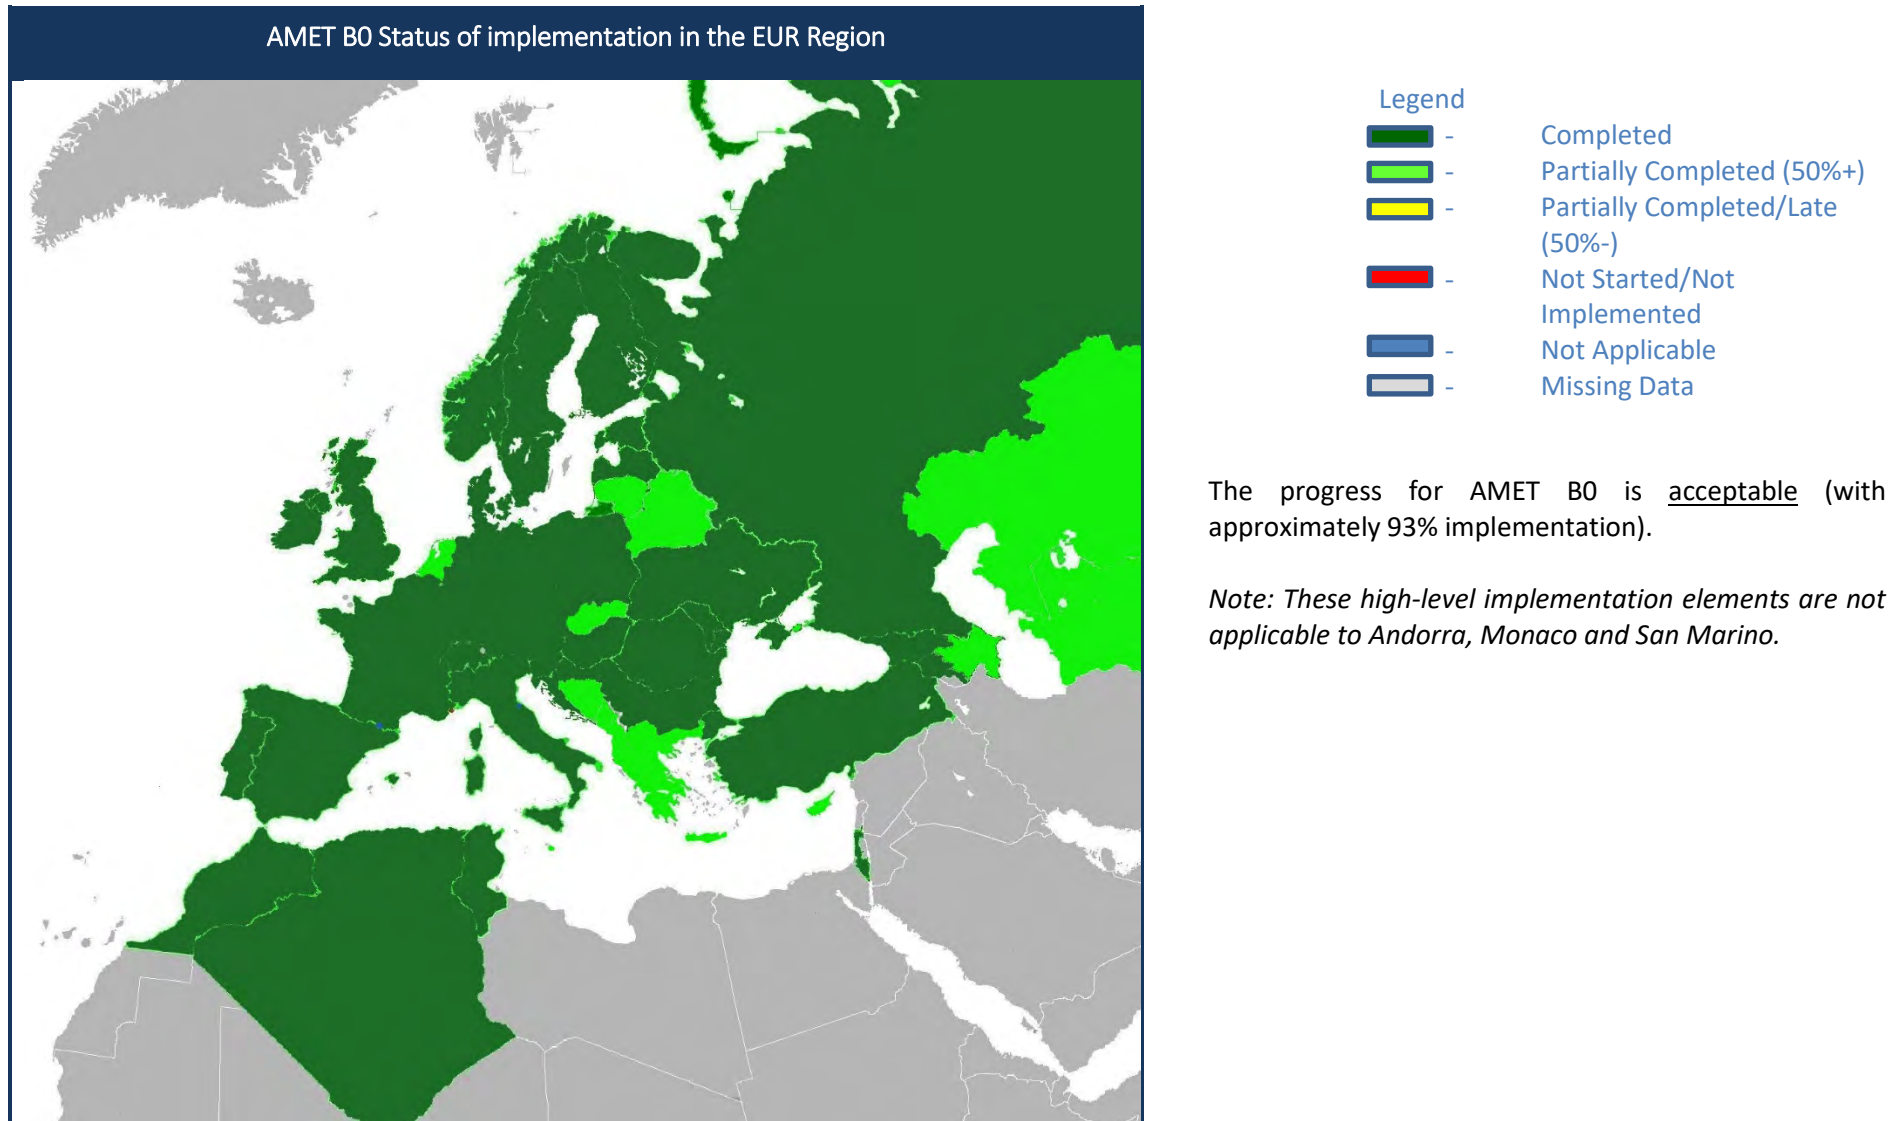 AMET B0 Status of implementation in the EUR Region
Legend
- Completed
- Partially Completed (50%+)
- Partially Completed/Late
(50%-)
- Not Started/Not
Implemented
- Not Applicable
- Missing Data
The progress for AMET B0 is acceptable (with
approximately 93% implementation).
Note: These high-level implementation elements are not
applicable to Andorra, Monaco and San Marino.